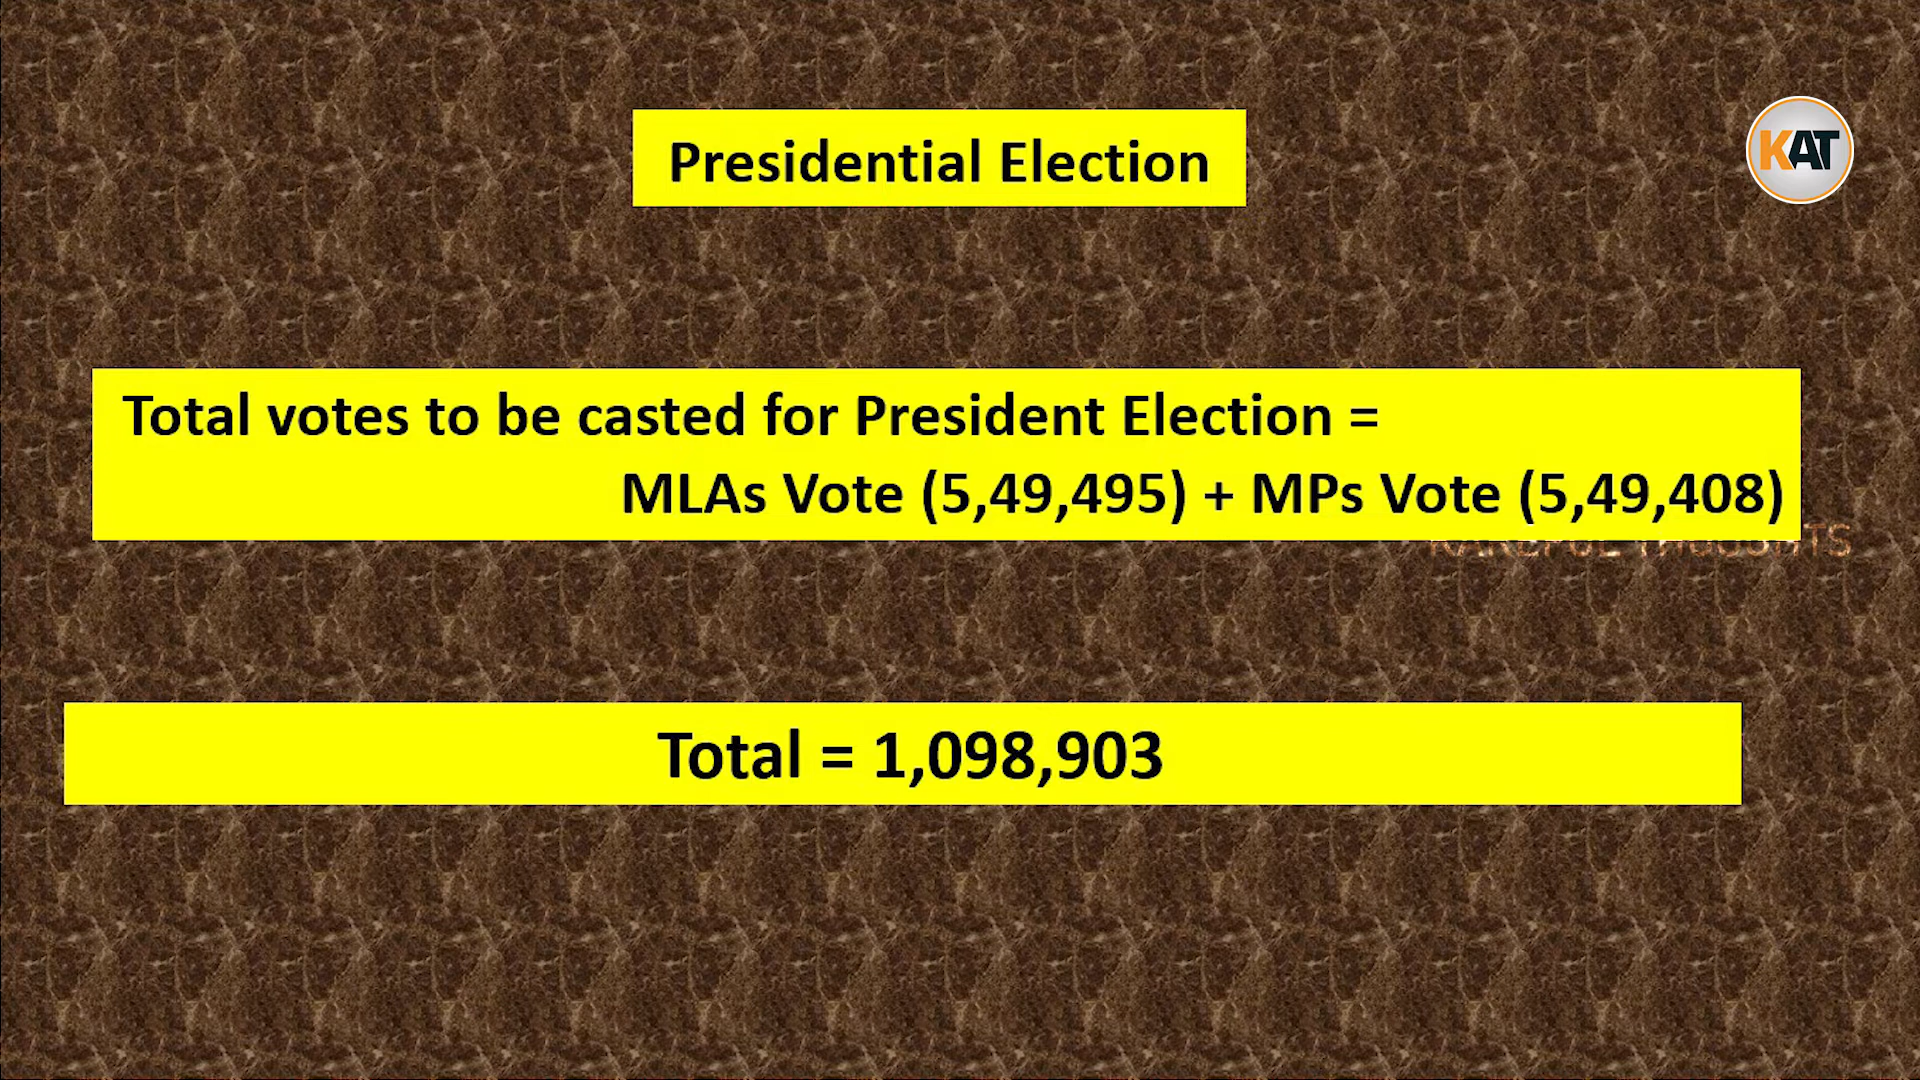 Presidential Election
KAT
Total votes to be casted for President Election =
MLAs Vote (5,49,495) + MPs Vote (5,49,408)
Total = 1,098,903